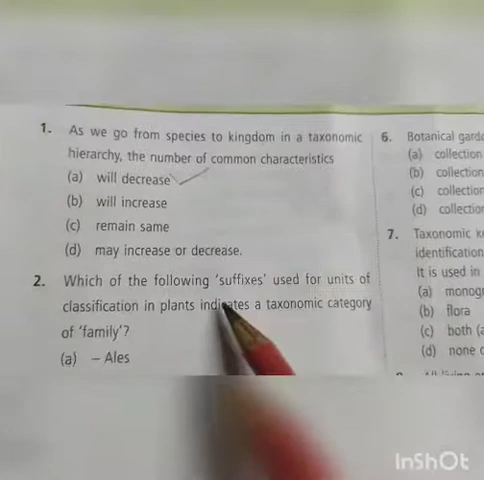 1. As we go from species to kingdom in a taxonomic
hierarchy, the number of common characteristics
(a) will decrease
(b) will increase
(c) remain same
(d) may increase or decrease.
2. Which of the following 'suffixes' used for units of
classification in plants indicates a taxonomic category
of 'family'?
(a) – Ales
6. Botanical gard
(a) collection
(b) collection
(c) collection
(d) collection
7. Taxonomic k
identification
It is used in
(a) monog
(b) flora
(c) both (a
(d) none
InShOt